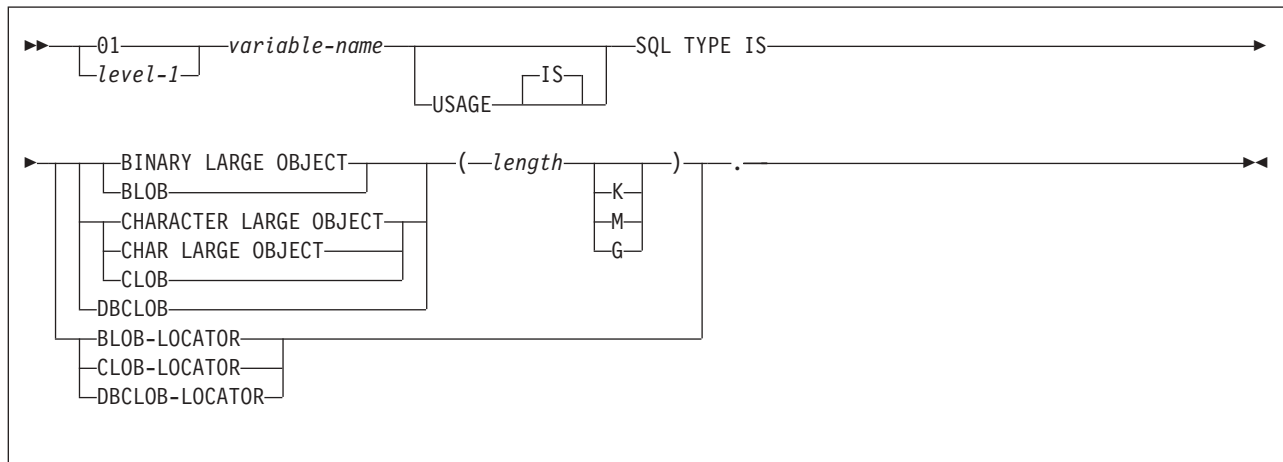 01 variable-name SQL TYPE IS
level-1 IS
USAGE
BINARY LARGE OBJECT ( length ) .
BLOB K
CHARACTER LARGE OBJECT M
CHAR LARGE OBJECT G
CLOB
DBCLOB
BLOB-LOCATOR
CLOB-LOCATOR
DBCLOB-LOCATOR